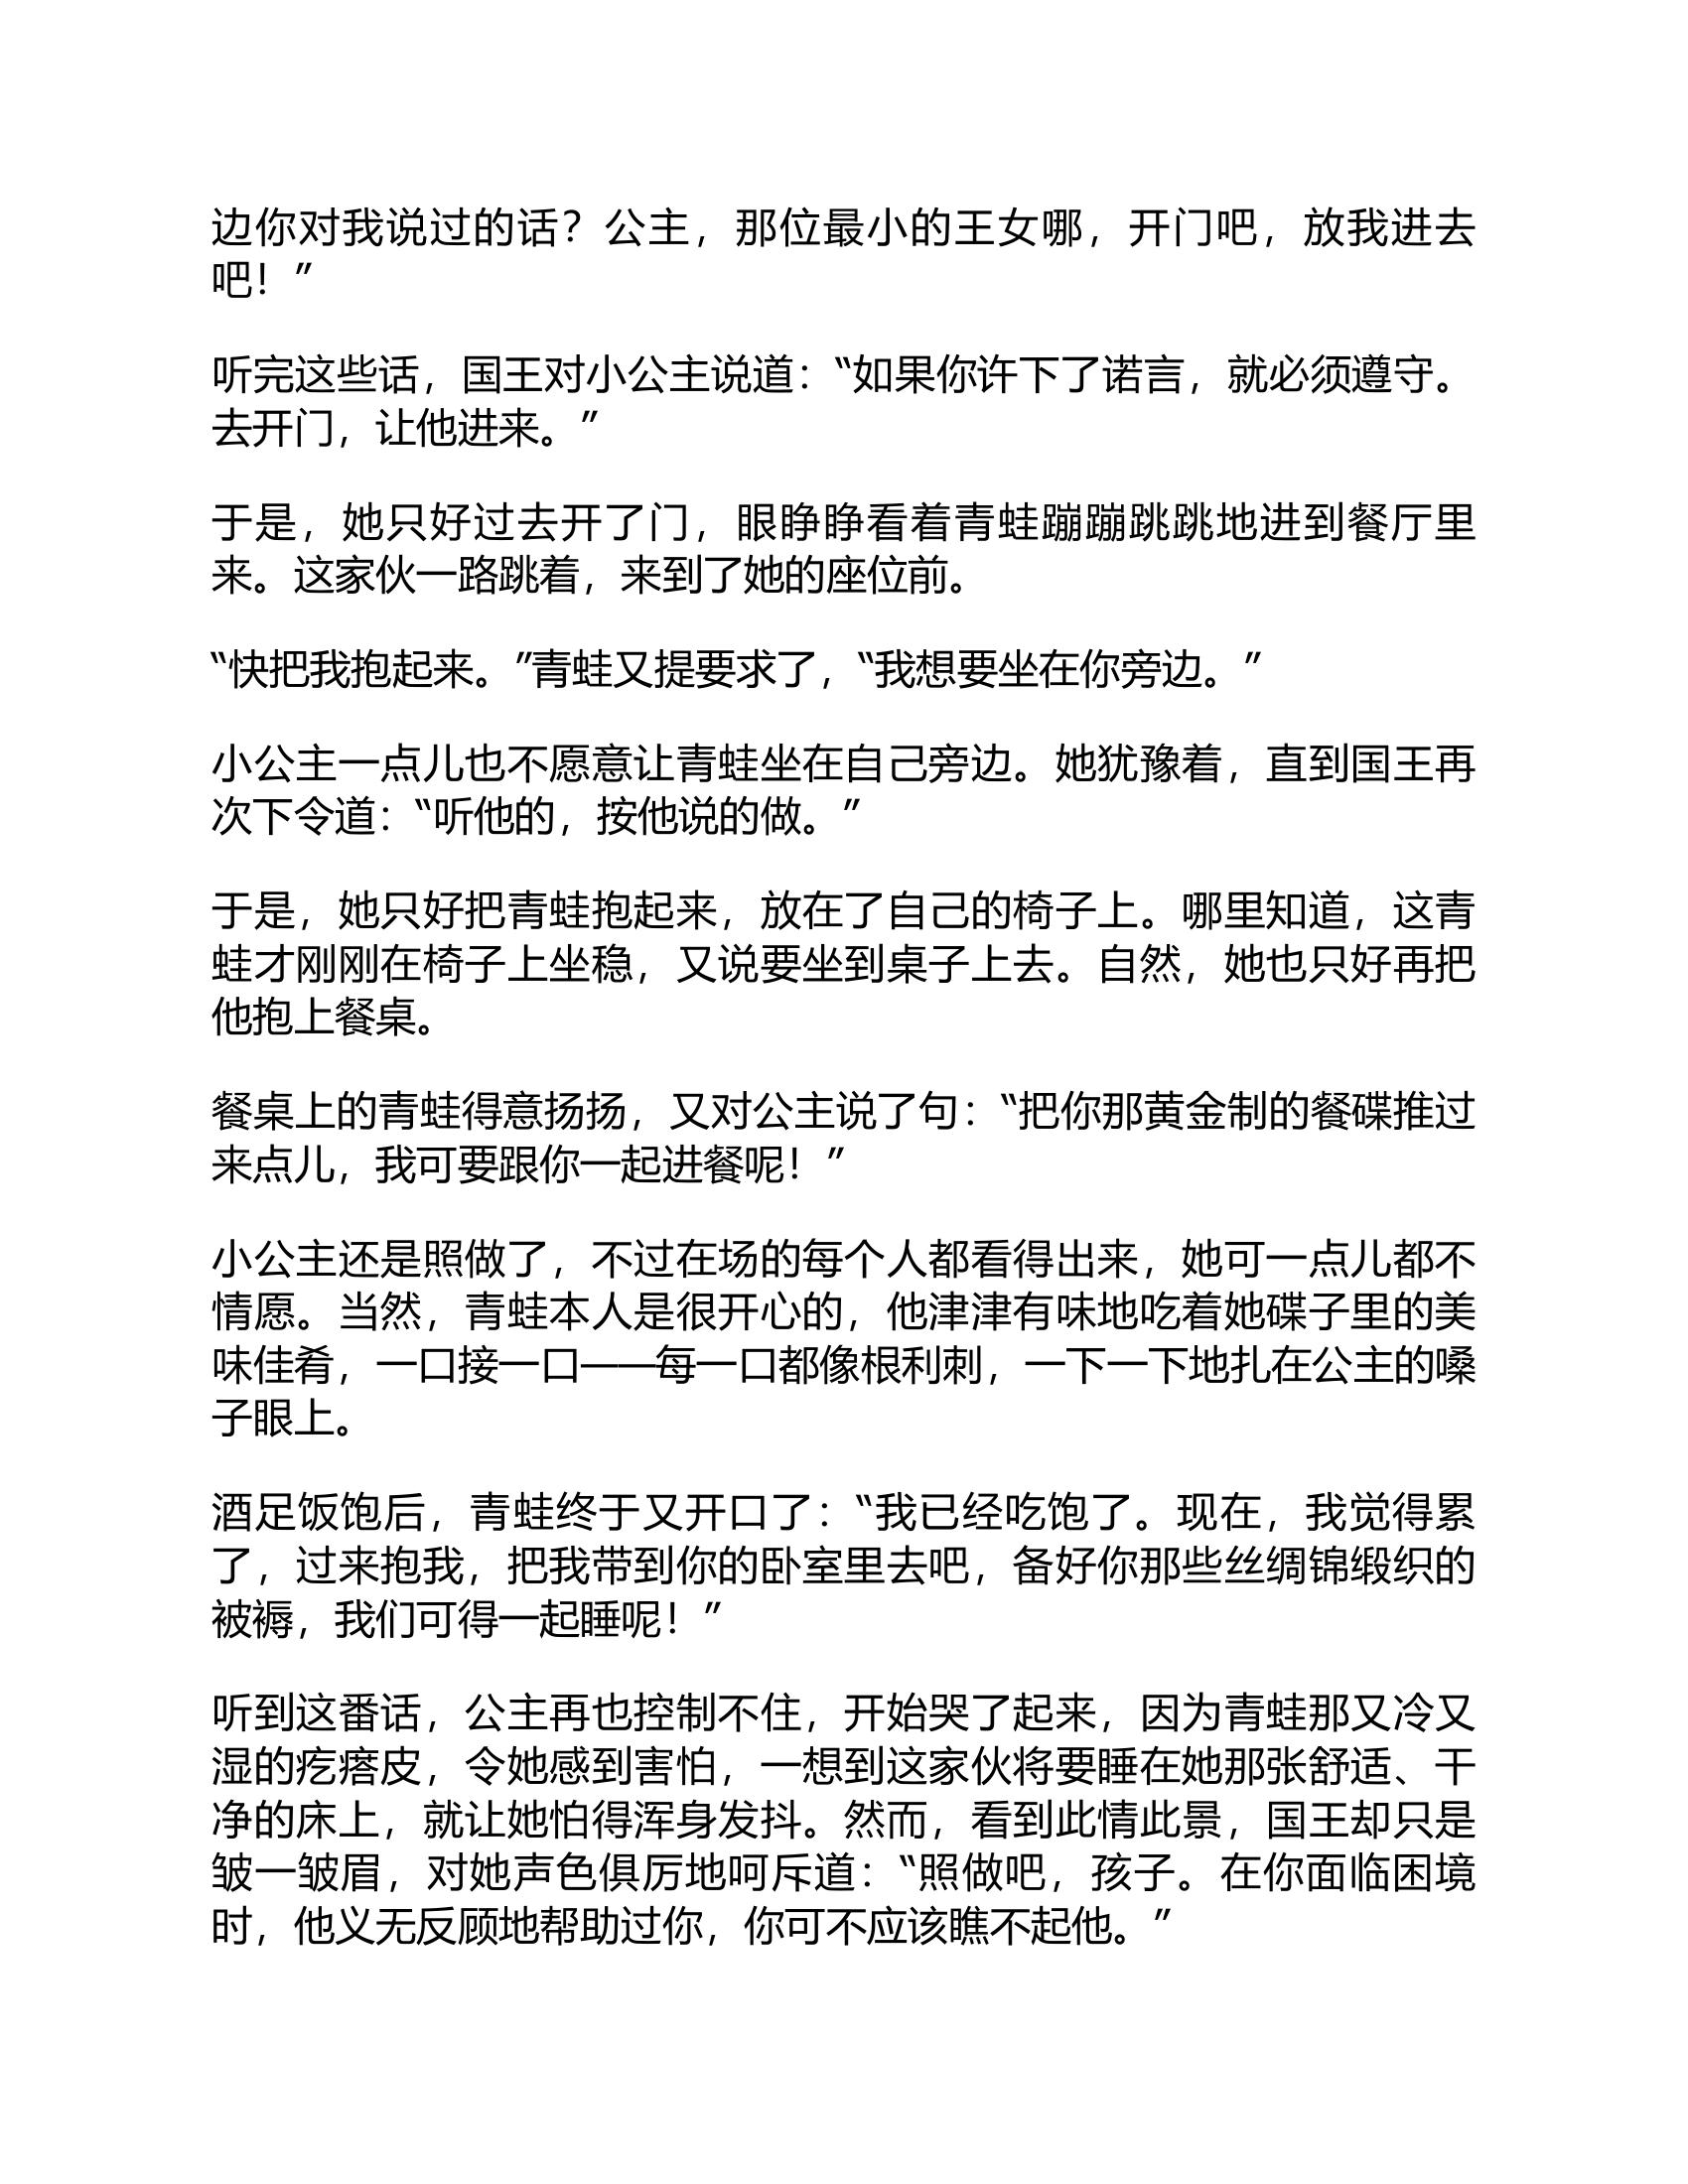 边你对我说过的话？公主，那位最小的王女哪，开门吧，放我进去
吧！”
听完这些话，国王对小公主说道：“如果你许下了诺言，就必须遵守。
去开门，让他进来。”
于是，她只好过去开了门，眼睁睁看着青蛙蹦蹦跳跳地进到餐厅里
来。这家伙一路跳着，来到了她的座位前。
“快把我抱起来。”青蛙又提要求了，“我想要坐在你旁边。”
小公主一点儿也不愿意让青蛙坐在自己旁边。她犹豫着，直到国王再
次下令道：“听他的，按他说的做。”
于是，她只好把青蛙抱起来，放在了自己的椅子上。哪里知道，这青
蛙才刚刚在椅子上坐稳，又说要坐到桌子上去。自然，她也只好再把
他抱上餐桌。
餐桌上的青蛙得意扬扬，又对公主说了句：“把你那黄金制的餐碟推过
来点儿，我可要跟你一起进餐呢！”
小公主还是照做了，不过在场的每个人都看得出来，她可一点儿都不
情愿。当然，青蛙本人是很开心的，他津津有味地吃着她碟子里的美
味佳肴，一口接一口——每一口都像根利刺，一下一下地扎在公主的嗓
子眼上。
酒足饭饱后，青蛙终于又开口了：“我已经吃饱了。现在，我觉得累
了，过来抱我，把我带到你的卧室里去吧，备好你那些丝绸锦缎织的
被褥，我们可得一起睡呢！”
听到这番话，公主再也控制不住，开始哭了起来，因为青蛙那又冷又
湿的疙瘩皮，令她感到害怕，一想到这家伙将要睡在她那张舒适、干
净的床上，就让她怕得浑身发抖。然而，看到此情此景，国王却只是
皱一皱眉，对她声色俱厉地呵斥道：“照做吧，孩子。在你面临困境
时，他义无反顾地帮助过你，你可不应该瞧不起他。”